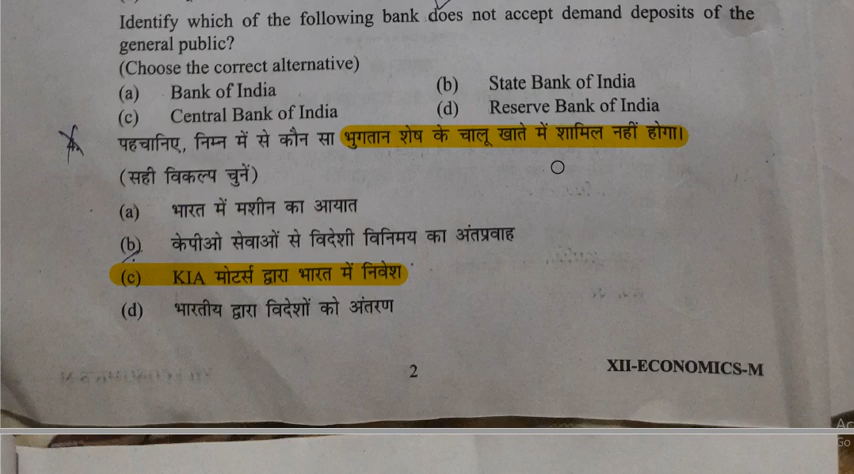 Identify which of the following bank does not accept demand deposits of the
general public?
(Choose the correct alternative)
(a) Bank of India (b) State Bank of India
(c) Central Bank of India (d) Reserve Bank of India
पहचानिए, निम्न में से कौन सा भुगतान शेष के चालू खाते में शामिल नहीं होगा।
(सही विकल्प चुनें)
(a) भारत में मशीन का आयात
(b) केपीओ सेवाओं से विदेशी विनिमय का अंतप्रवाह
(c) KIA मोटर्स द्वारा भारत में निवेश
(d) भारतीय द्वारा विदेशों को अंतरण
2 XII-ECONOMICS-M